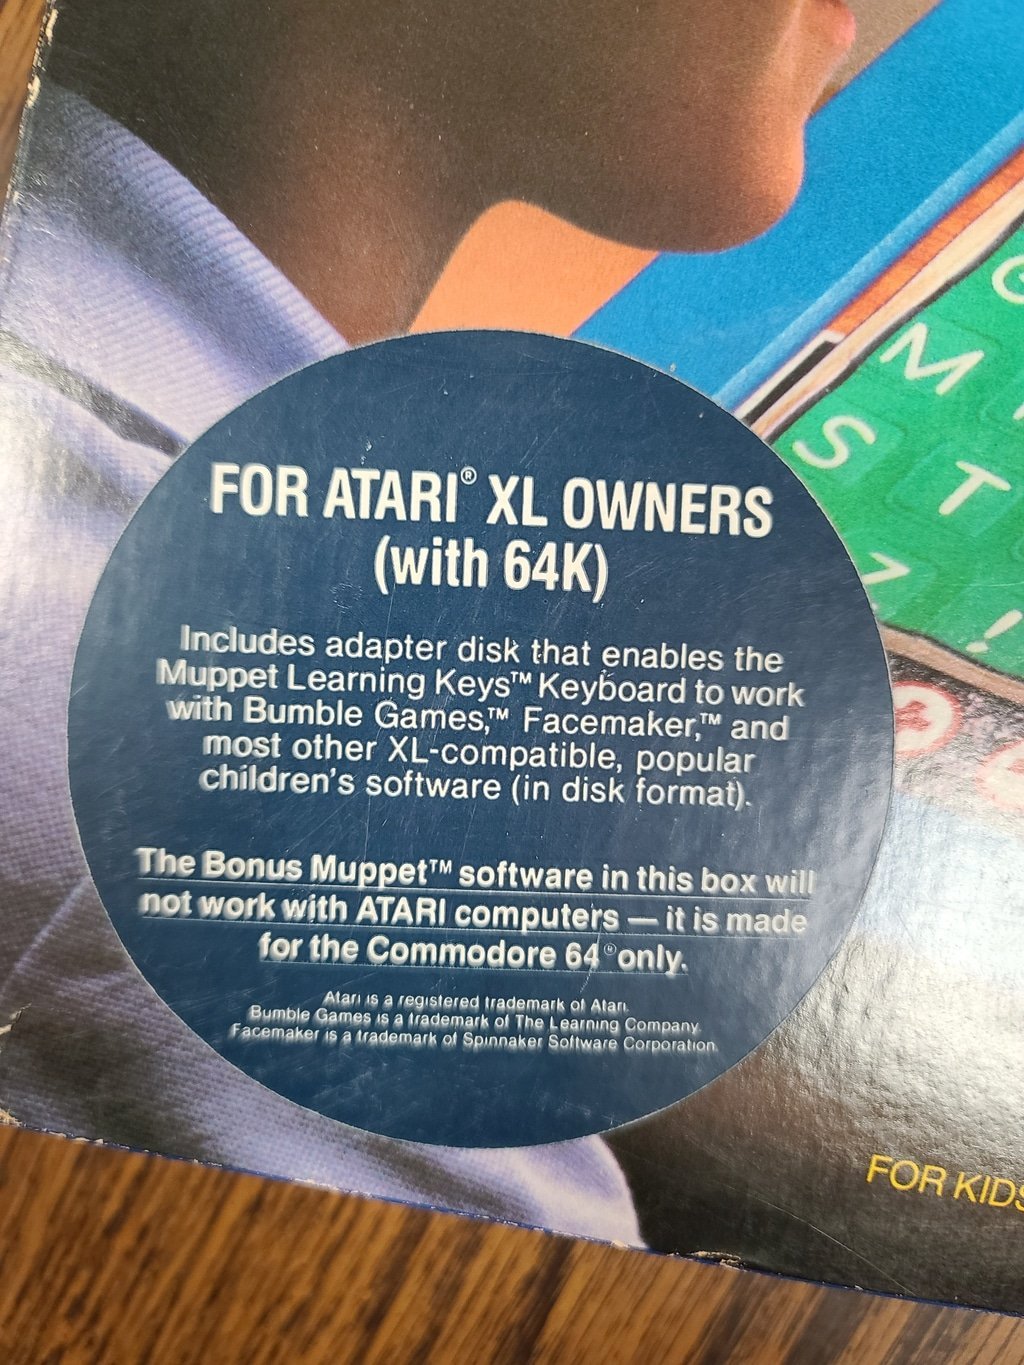 FOR ATARI® XL OWNERS
(with 64K)
Includes adapter disk that enables the
Muppet Learning Keys™ Keyboard to work
with Bumble Games,™ Facemaker,™ and
most other XL-compatible, popular
children's software (in disk format).
The Bonus Muppet™ software in this box will
not work with ATARI computers — it is made
for the Commodore 64® only.
Atari is a registered trademark of Atari.
Bumble Games is a trademark of The Learning Company.
Facemaker is a trademark of Spinnaker Software Corporation.
G
M
S T
!
3
FOR KIDS